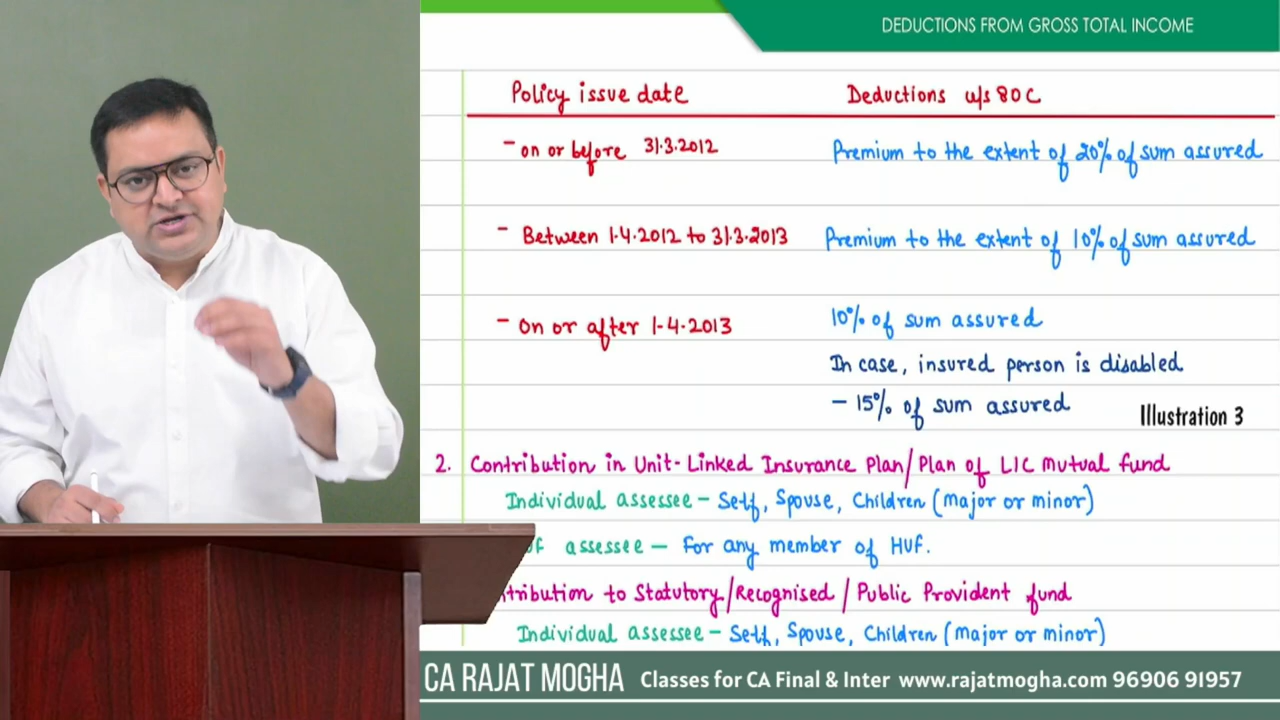 DEDUCTIONS FROM GROSS TOTAL INCOME
Policy issue date Deductions u/s 80C
- on or before 31.3.2012 Premium to the extent of 20% of sum assured
- Between 1.4.2012 to 31.3.2013 Premium to the extent of 10% of sum assured
- On or after 1-4-2013 10% of sum assured
In case, insured person is disabled
- 15% of sum assured
Illustration 3
2. Contribution in Unit-Linked Insurance Plan/Plan of LIC Mutual fund
Individual assessee - Self, Spouse, Children (major or minor)
assessee - For any member of HUF.
to Statutory/Recognised/Public Provident fund
Individual assessee - Self, Spouse, Children (major or minor)
CA RAJAT MOGHA Classes for CA Final & Inter www.rajatmogha.com 96906 91957